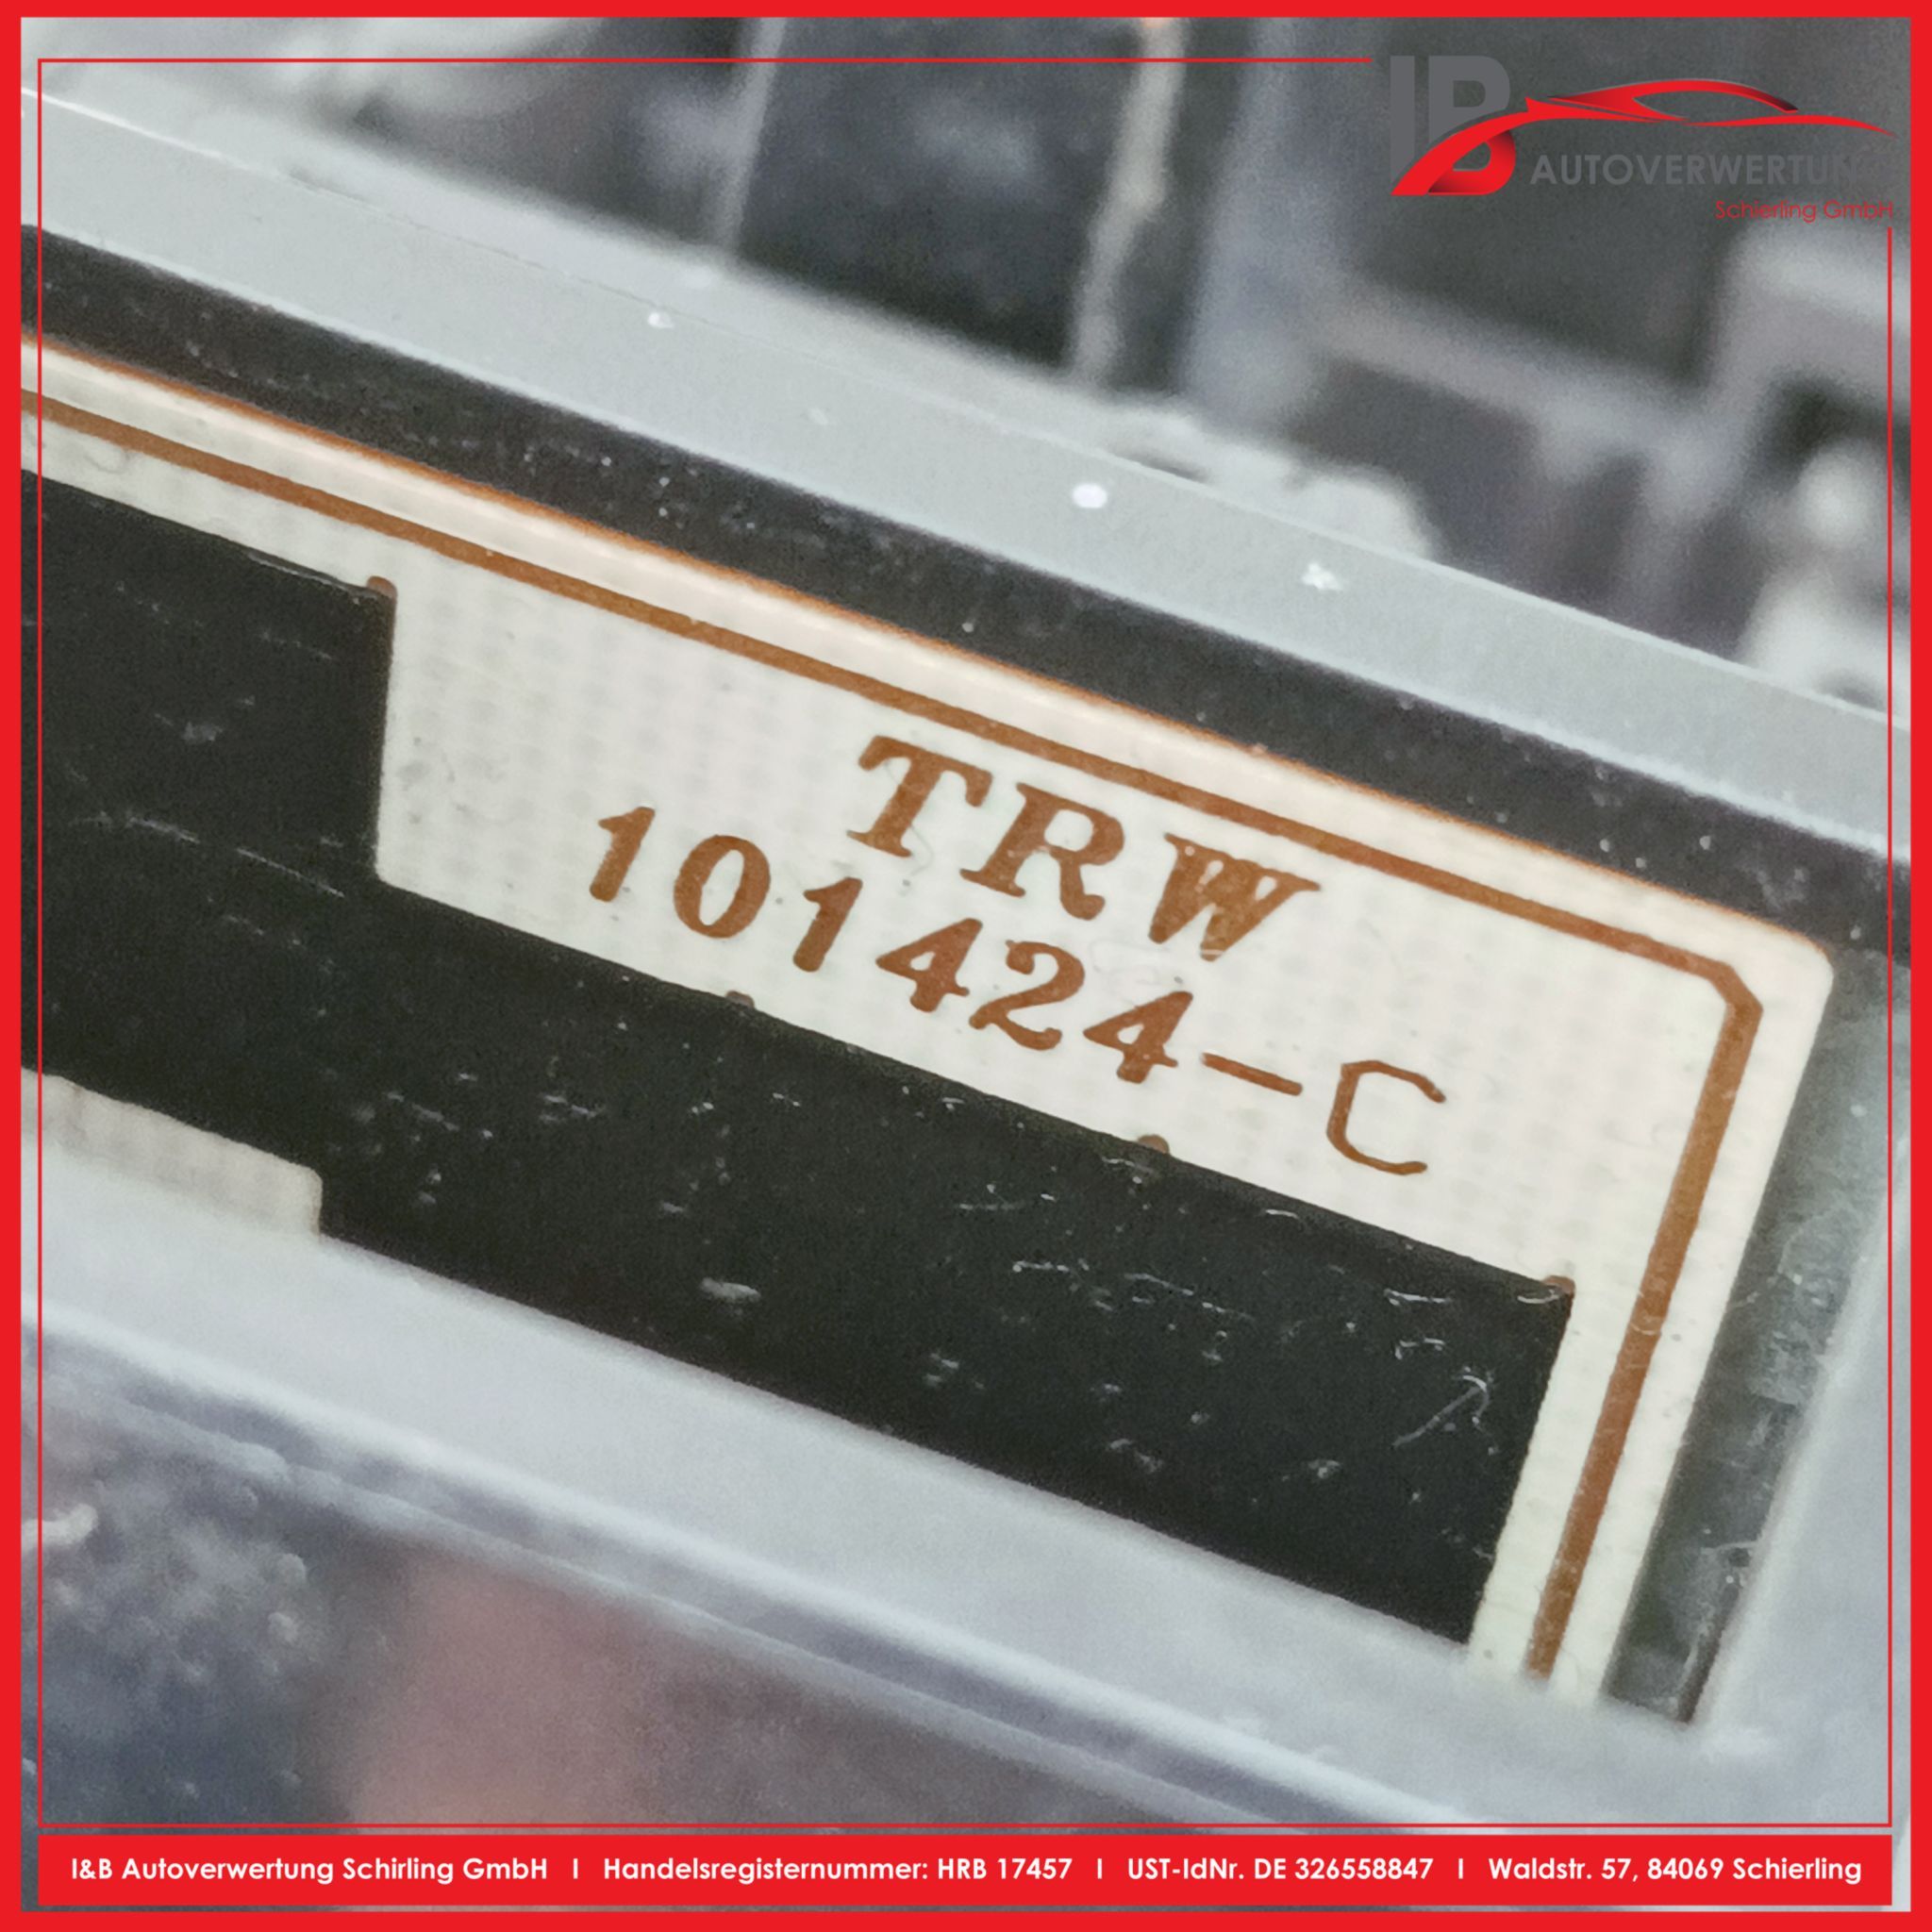 IB
AUTOVERWERTUNG
Schierling GmbH
TRW
101424-C
I&B Autoverwertung Schirling GmbH I Handelsregisternummer: HRB 17457 I UST-IdNr. DE 326558847 I Waldstr. 57, 84069 Schierling